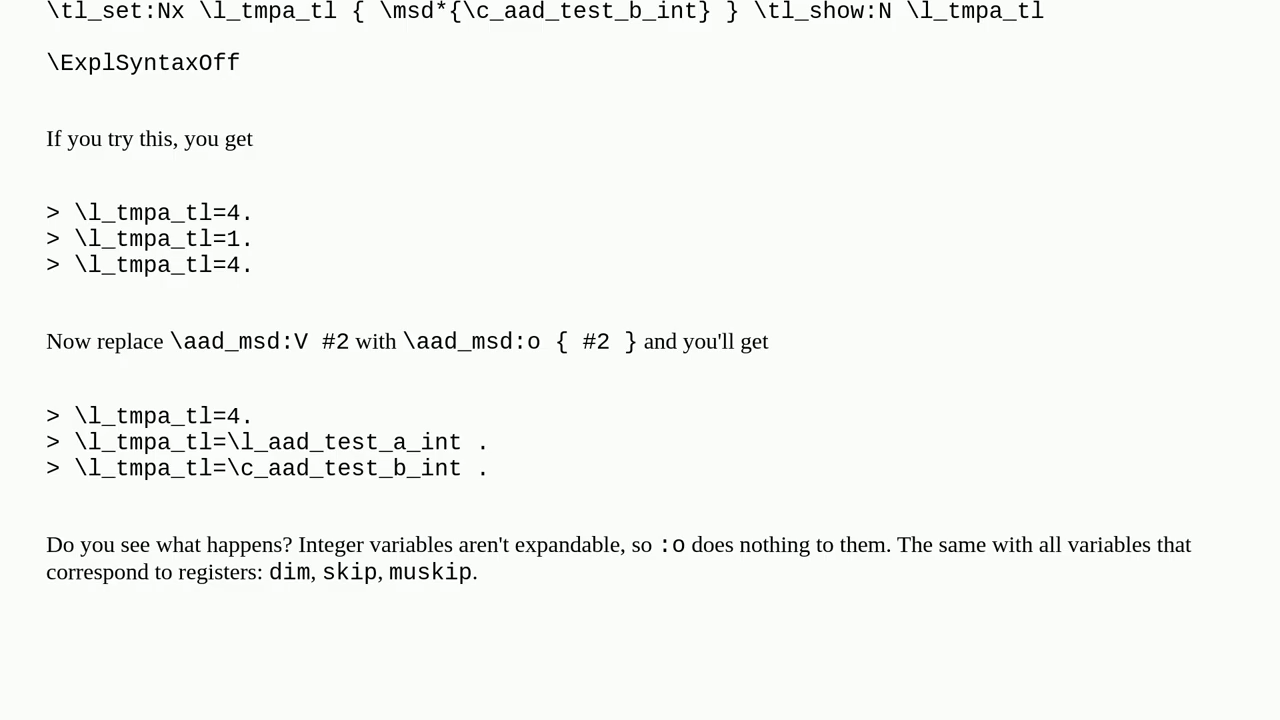 \tl_set:Nx \l_tmpa_tl { \msd*{\c_aad_test_b_int} } \tl_show:N \l_tmpa_tl
\ExplSyntaxOff
If you try this, you get
> \l_tmpa_tl=4.
> \l_tmpa_tl=1.
> \l_tmpa_tl=4.
Now replace \aad_msd:V #2 with \aad_msd:o { #2 } and you'll get
> \l_tmpa_tl=4.
> \l_tmpa_tl=\l_aad_test_a_int .
> \l_tmpa_tl=\c_aad_test_b_int .
Do you see what happens? Integer variables aren't expandable, so :o does nothing to them. The same with all variables that
correspond to registers: dim, skip, muskip.